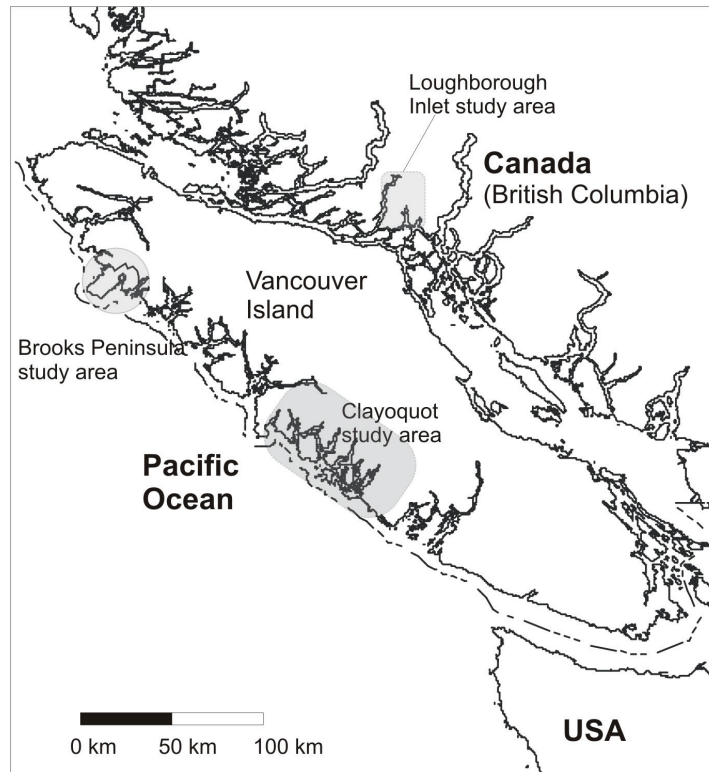 Loughborough
Inlet study area
Canada
(British Columbia)
Vancouver
Island
Brooks Peninsula
study area
Clayoquot
study area
Pacific
Ocean
USA
0 km 50 km 100 km